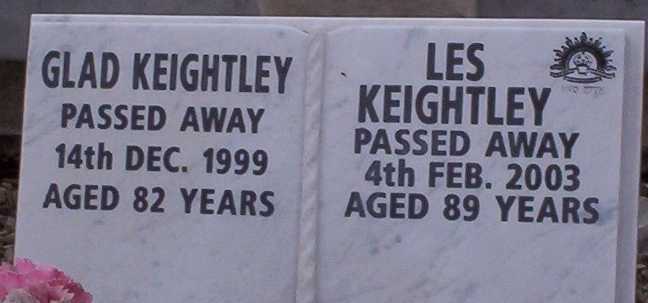 GLAD KEIGHTLEY
PASSED AWAY
14th DEC. 1999
AGED 82 YEARS
LES
KEIGHTLEY
PASSED AWAY
4th FEB. 2003
AGED 89 YEARS